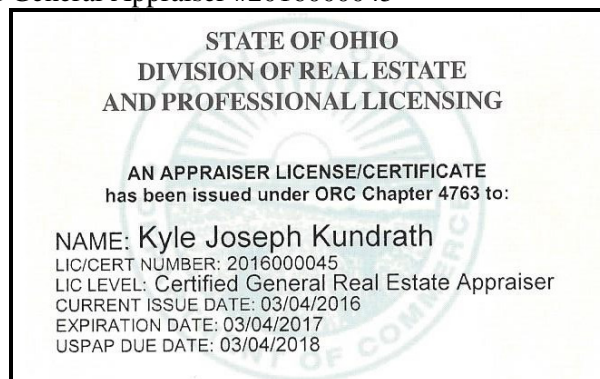 General Appraiser #2016000045
STATE OF OHIO
DIVISION OF REAL ESTATE
AND PROFESSIONAL LICENSING
AN APPRAISER LICENSE/CERTIFICATE
has been issued under ORC Chapter 4763 to:
NAME: Kyle Joseph Kundrath
LIC/CERT NUMBER: 2016000045
LIC LEVEL: Certified General Real Estate Appraiser
CURRENT ISSUE DATE: 03/04/2016
EXPIRATION DATE: 03/04/2017
USPAP DUE DATE: 03/04/2018